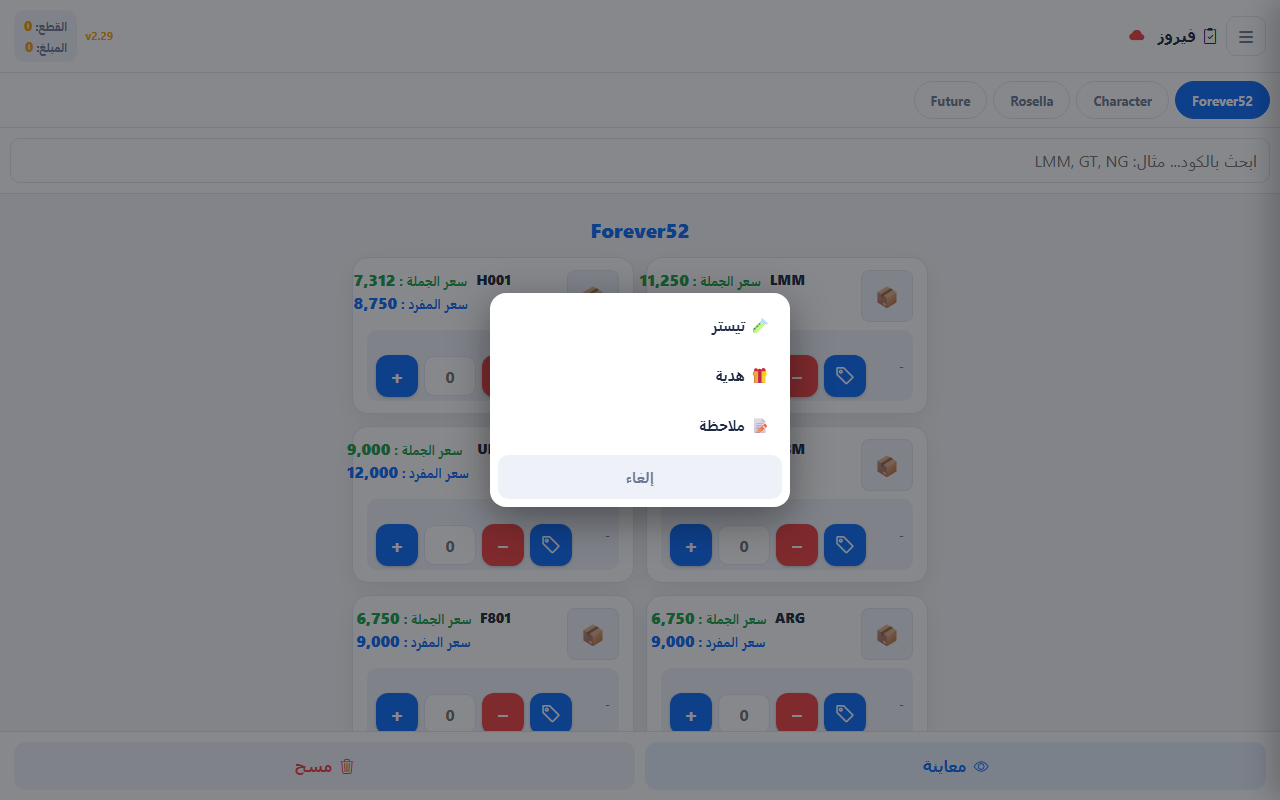 فيروز
v2.29
القطع: 0
المبلغ: 0
Forever52
Character
Rosella
Future
ابحث بالكود... مثال: LMM, GT, NG
Forever52
LMM
سعر الجملة : 11,250
-
H001
سعر الجملة : 7,312
سعر المفرد : 8,750
+
0
تيستر
هدية
ملاحظة
إلغاء
-
−
0
+
سعر الجملة : 9,000
سعر المفرد : 12,000
-
−
0
+
ARG
سعر الجملة : 6,750
سعر المفرد : 9,000
-
−
0
+
F801
سعر الجملة : 6,750
سعر المفرد : 9,000
-
−
0
+
معاينة
مسح